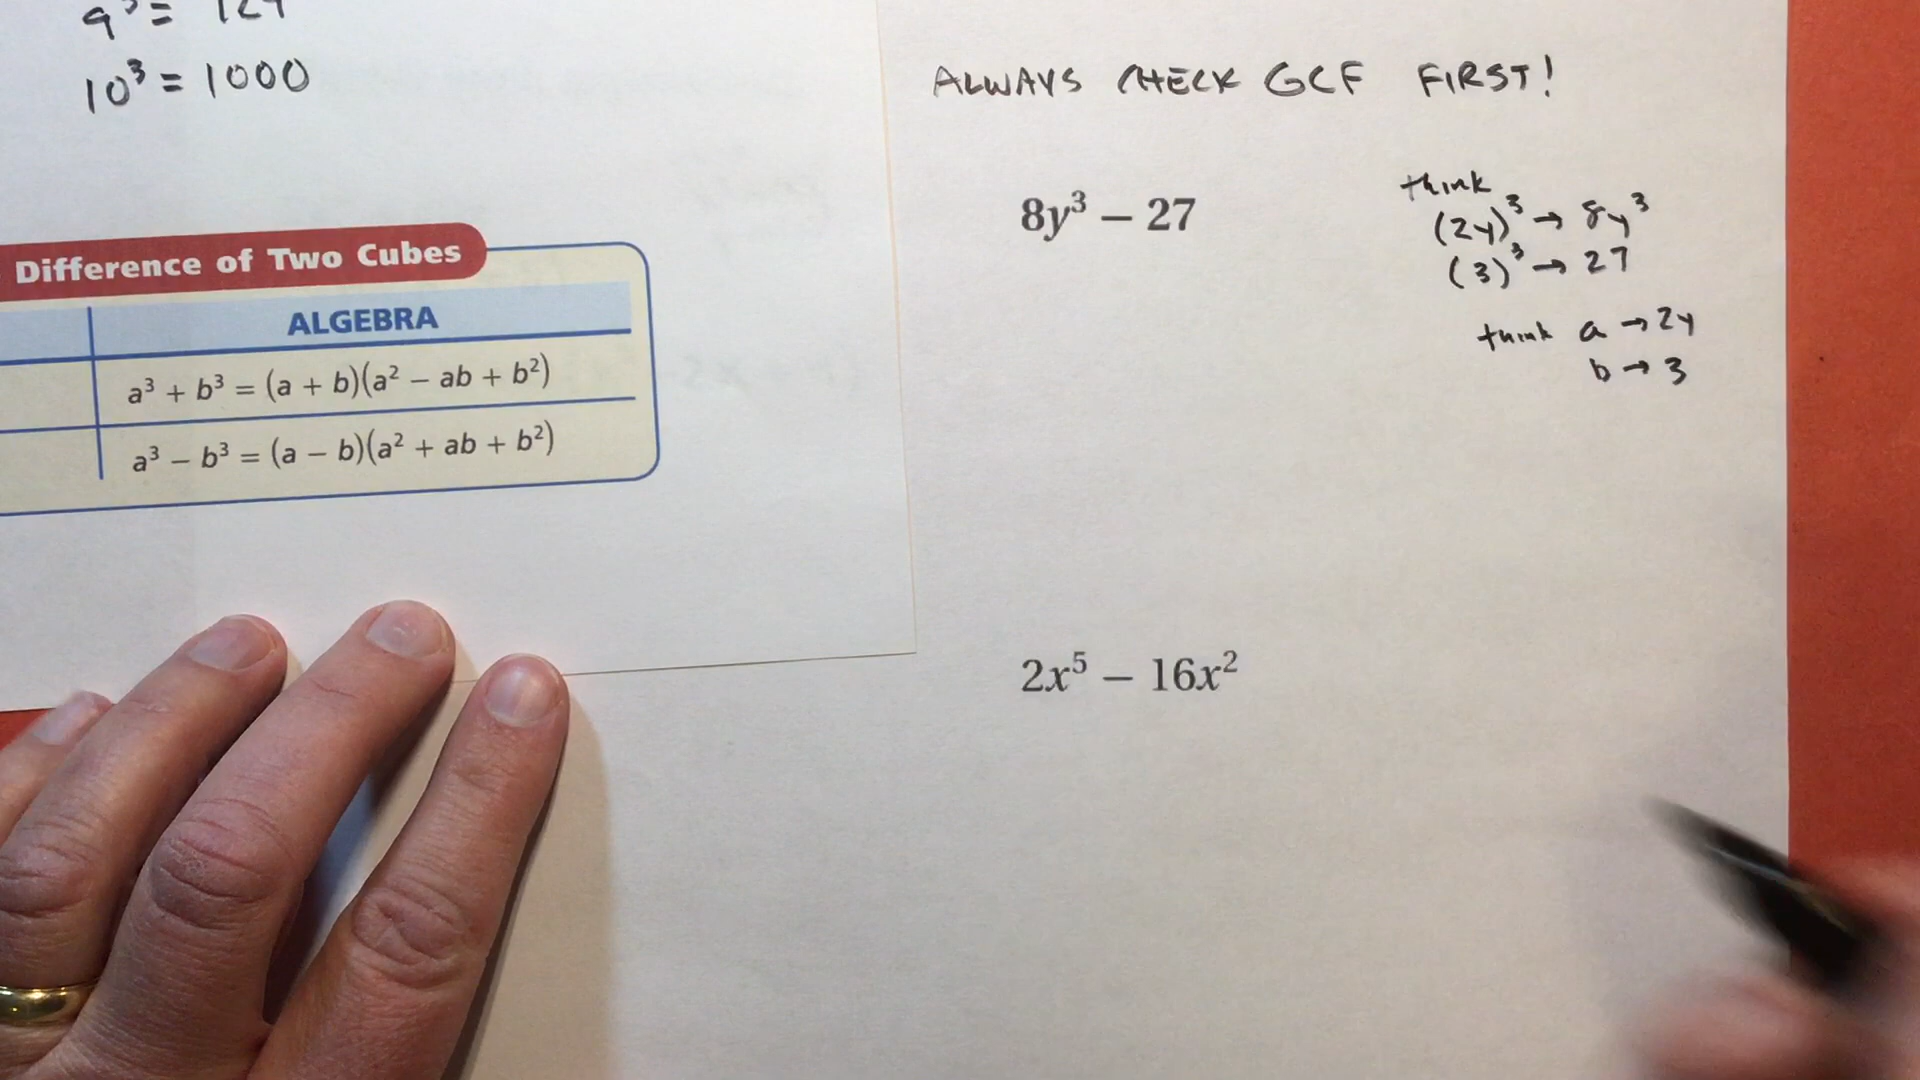 10³ = 1000
Difference of Two Cubes
ALGEBRA
a³ + b³ = (a + b)(a² − ab + b²)
a³ − b³ = (a − b)(a² + ab + b²)
ALWAYS CHECK GCF FIRST!
8y³ − 27
think
(2y)³ → 8y³
(3)³ → 27
think a → 2y
b → 3
2x⁵ − 16x²